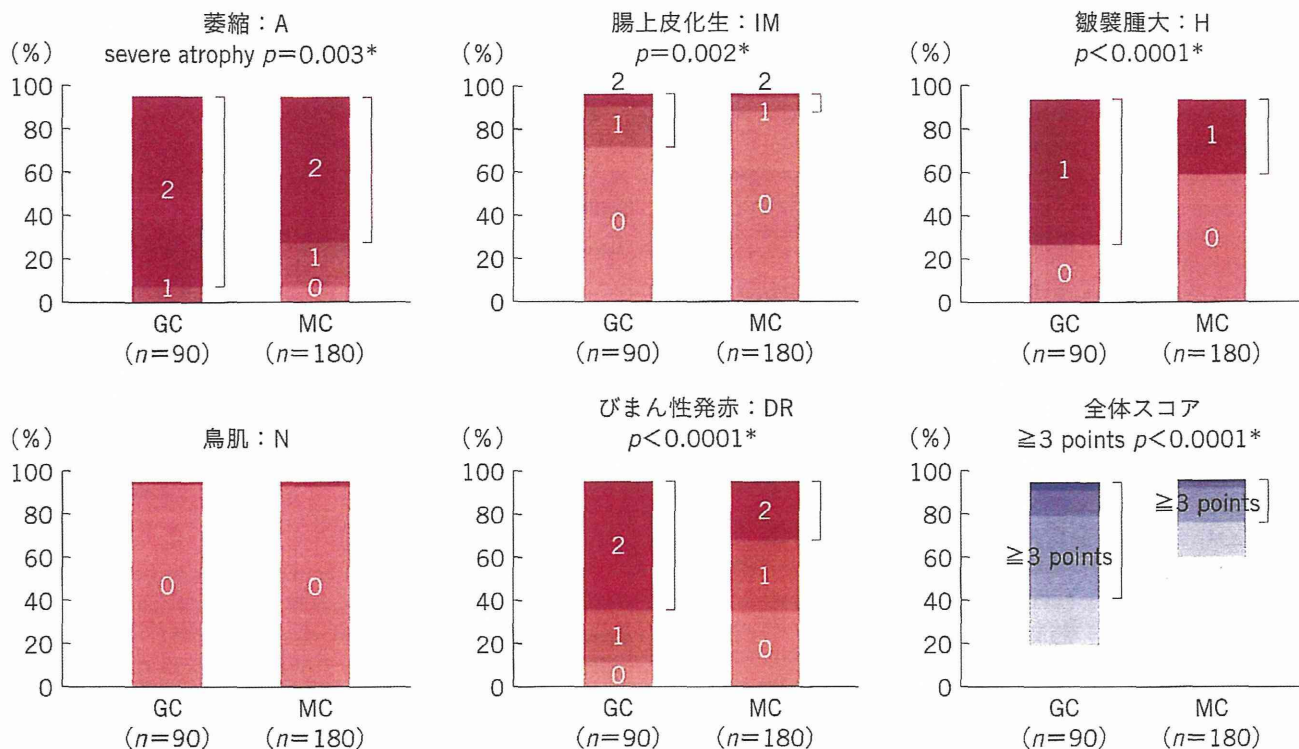 萎縮：A
(%) severe atrophy p=0.003*
100
80
60
40
20
0
2
1
2
1
0
GC
MC
(n=90)
(n=180)
腸上皮化生：IM
(%) p=0.002*
100
80
60
40
20
0
2
1
0
2
1
0
GC
MC
(n=90)
(n=180)
皺襞腫大：H
(%) p<0.0001*
100
80
60
40
20
0
1
0
1
0
GC
MC
(n=90)
(n=180)
(%) 鳥肌：N
100
80
60
40
20
0
0
0
GC
MC
(n=90)
(n=180)
びまん性発赤：DR
(%) p<0.0001*
100
80
60
40
20
0
2
1
0
2
1
0
GC
MC
(n=90)
(n=180)
全体スコア
(%) ≧3 points p<0.0001*
100
80
60
40
20
0
≧3 points
≧3 points
GC
MC
(n=90)
(n=180)